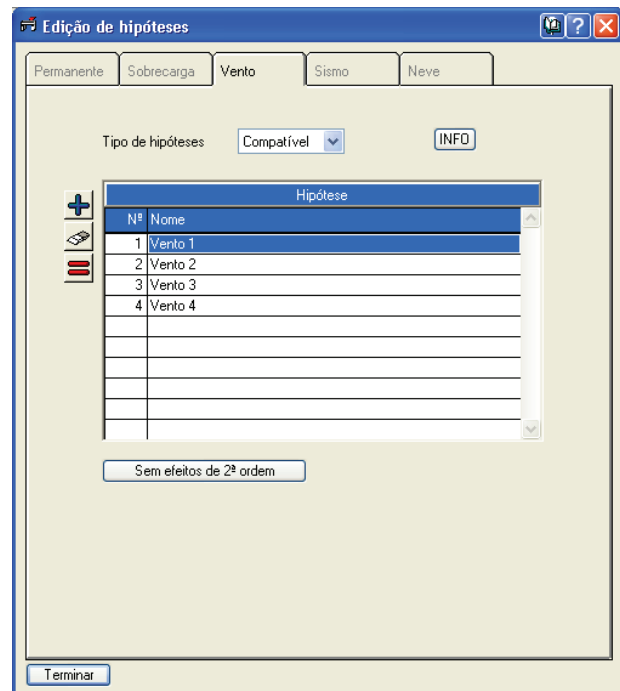 Edição de hipóteses ?
Permanente Sobrecarga Vento Sismo Neve
Tipo de hipóteses Compatível INFO
Hipótese
Nº Nome
1 Vento 1
2 Vento 2
3 Vento 3
4 Vento 4
Sem efeitos de 2ª ordem
Terminar